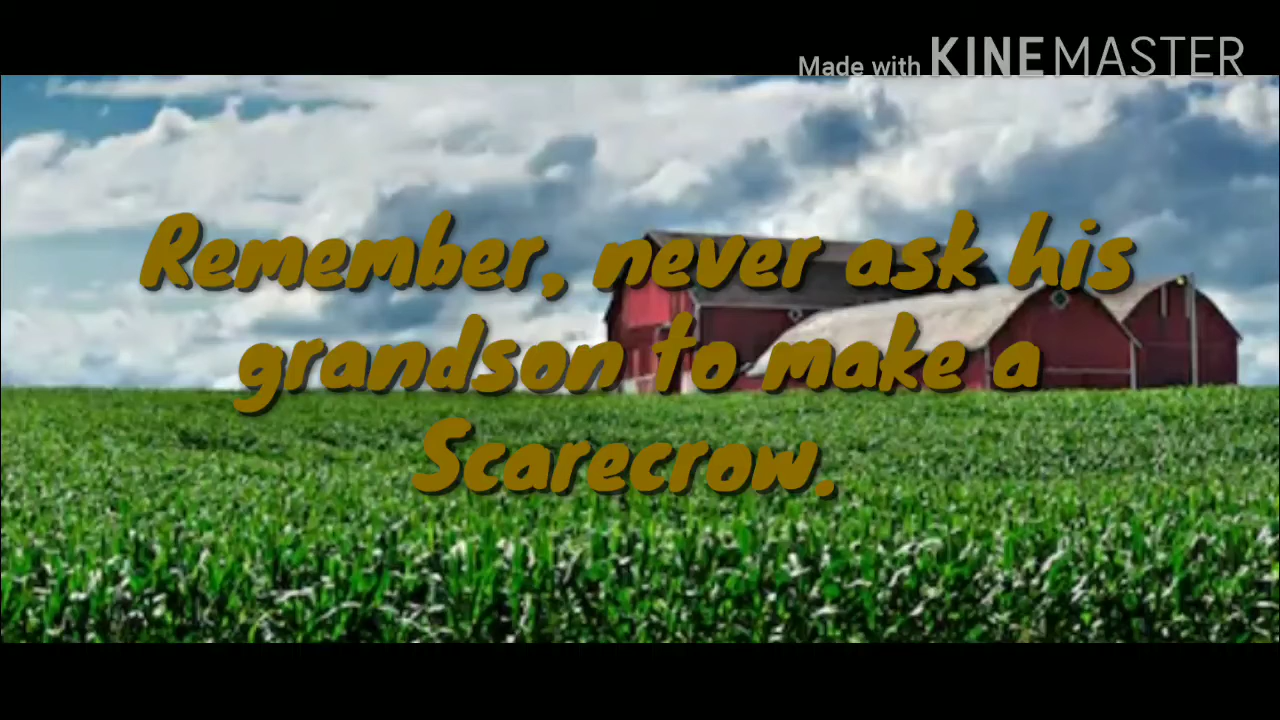 Made with KINEMASTER
Remember, never ask his
grandson to make a
Scarecrow.